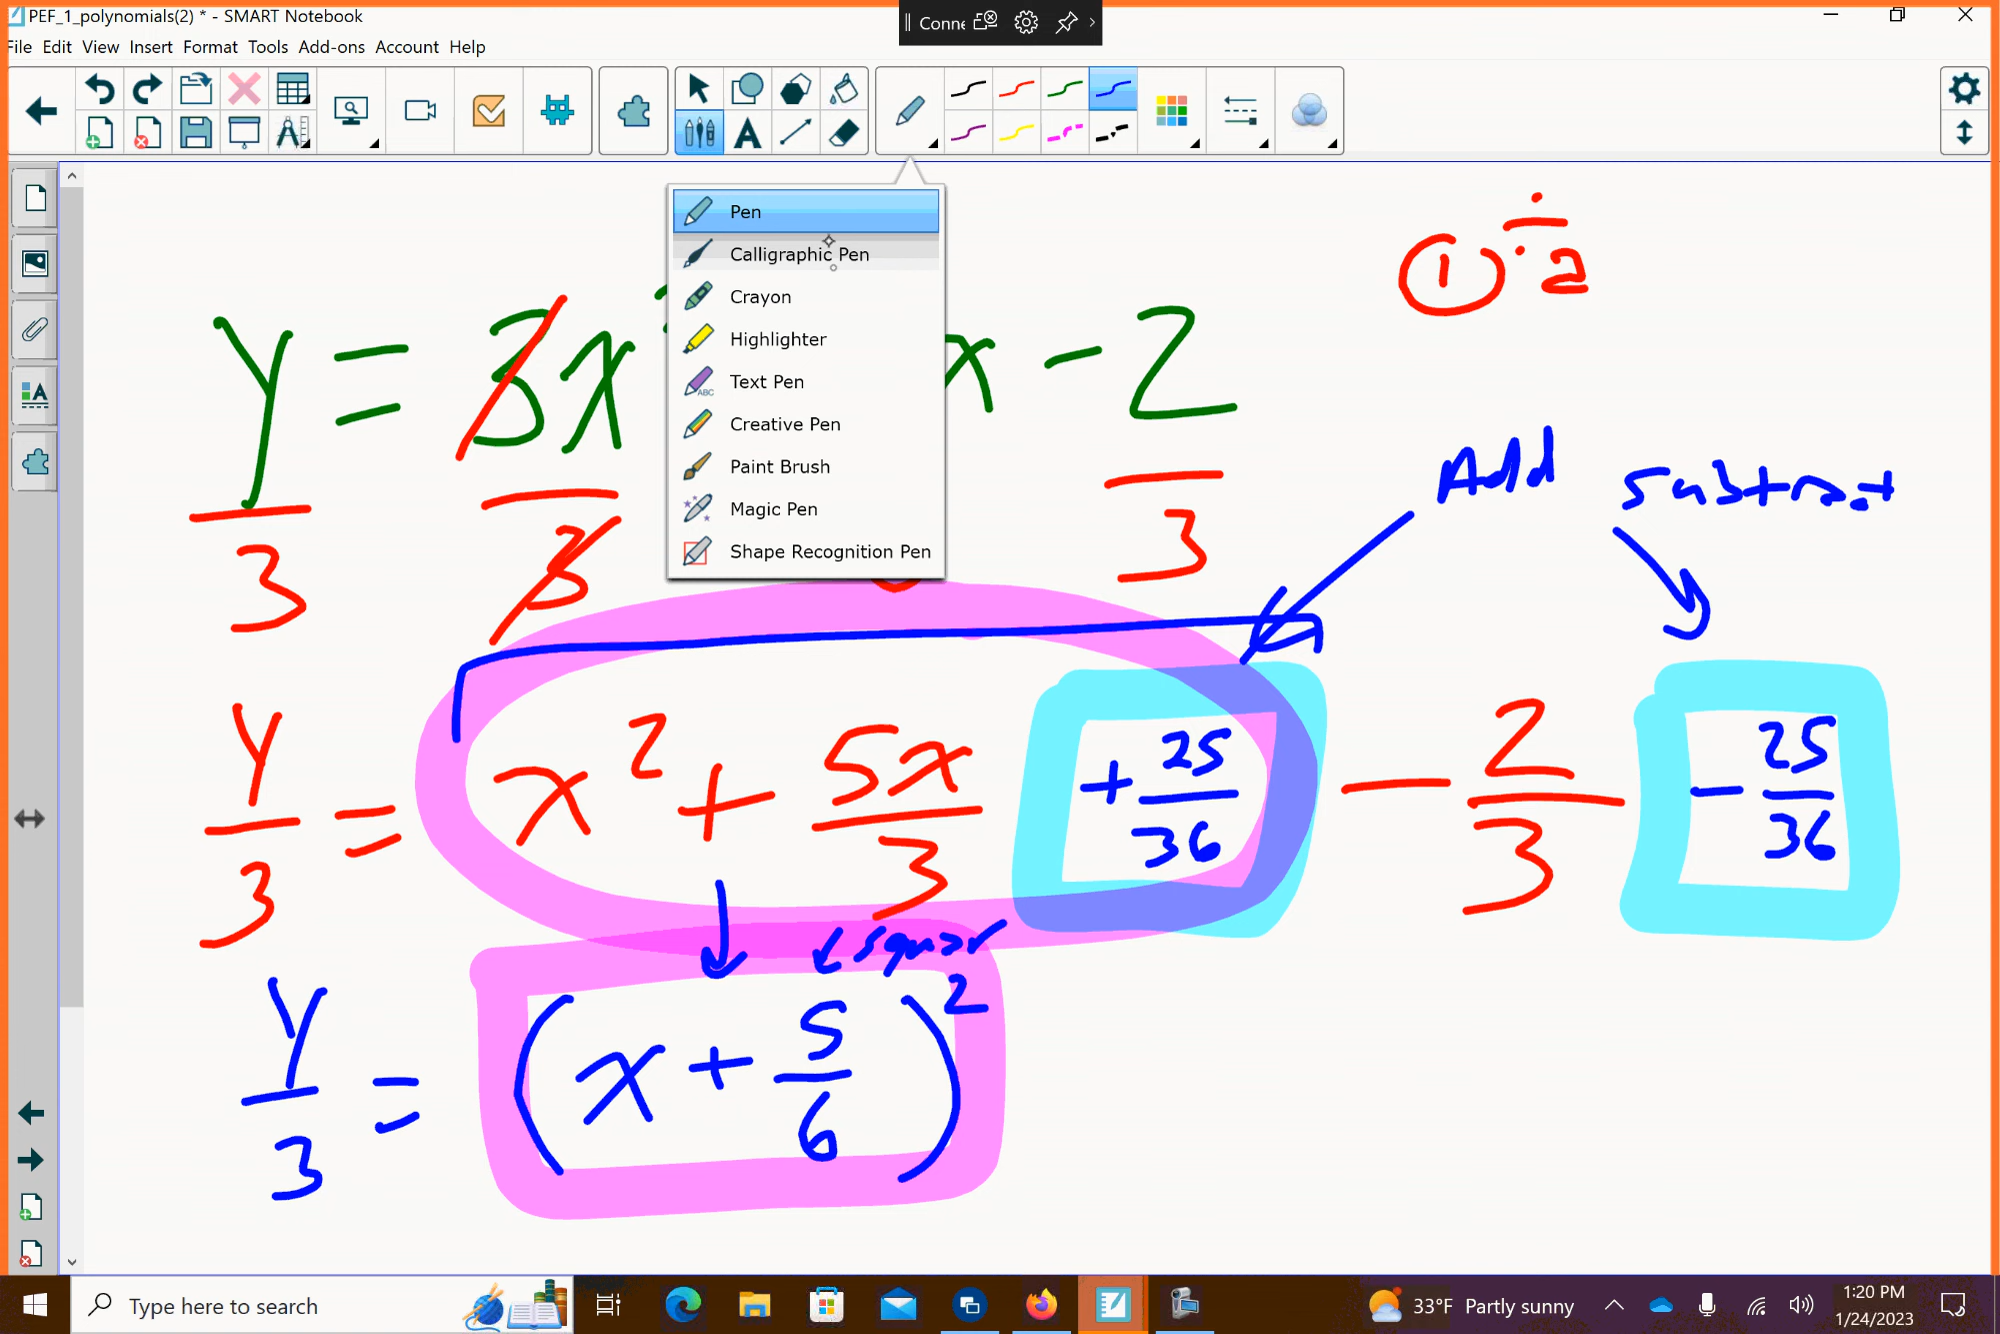 PEF_1_polynomials(2) * - SMART Notebook
Conne
File Edit View Insert Format Tools Add-ons Account Help
Pen
Calligraphic Pen
Crayon
Highlighter
Text Pen
ABC
Creative Pen
Paint Brush
Magic Pen
Shape Recognition Pen
① ÷ a
y = 3x x - 2
3 3 3
Add subtract
y/3 = x² + 5x/3 + 25/36 - 2/3 - 25/36
y/3 = (x + 5/6)²
Type here to search
33°F Partly sunny
1:20 PM
1/24/2023